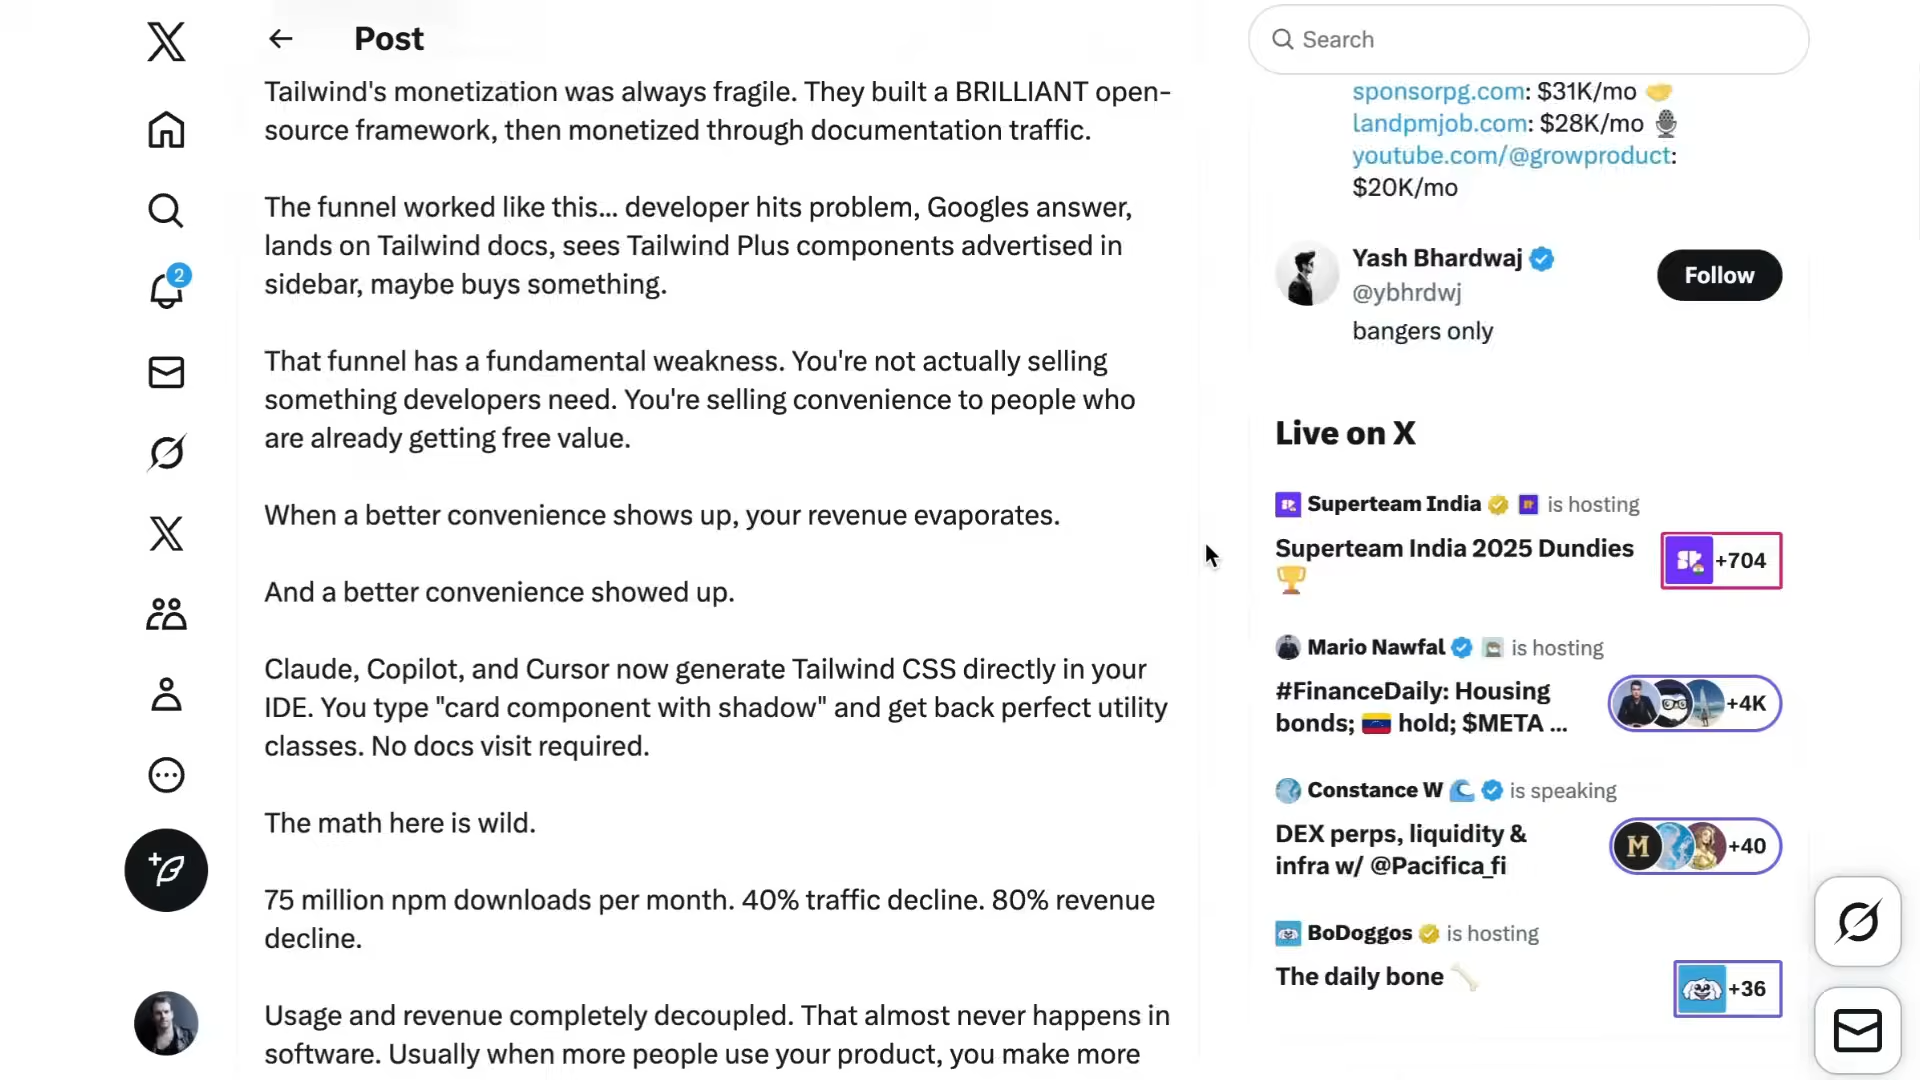 Post
Tailwind's monetization was always fragile. They built a BRILLIANT open-
source framework, then monetized through documentation traffic.
The funnel worked like this... developer hits problem, Googles answer,
lands on Tailwind docs, sees Tailwind Plus components advertised in
sidebar, maybe buys something.
That funnel has a fundamental weakness. You're not actually selling
something developers need. You're selling convenience to people who
are already getting free value.
When a better convenience shows up, your revenue evaporates.
And a better convenience showed up.
Claude, Copilot, and Cursor now generate Tailwind CSS directly in your
IDE. You type "card component with shadow" and get back perfect utility
classes. No docs visit required.
The math here is wild.
75 million npm downloads per month. 40% traffic decline. 80% revenue
decline.
Usage and revenue completely decoupled. That almost never happens in
software. Usually when more people use your product, you make more
2
Search
sponsorpg.com: $31K/mo
landpmjob.com: $28K/mo
youtube.com/@growproduct:
$20K/mo
Yash Bhardwaj
@ybhrdwj
bangers only
Follow
Live on X
Superteam India is hosting
Superteam India 2025 Dundies
+704
Mario Nawfal is hosting
#FinanceDaily: Housing
bonds; hold; $META ...
+4K
Constance W is speaking
DEX perps, liquidity &
infra w/ @Pacifica_fi
M
+40
BoDoggos is hosting
The daily bone
+36